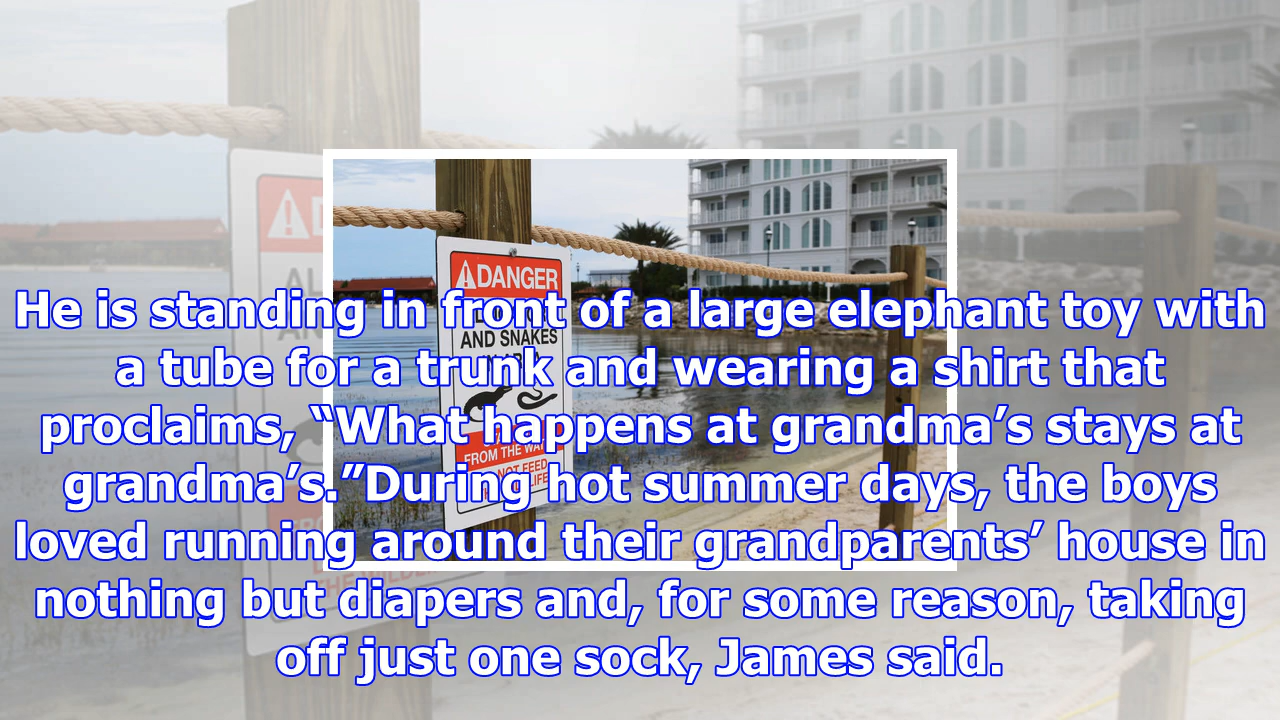 DANGER
He is standing in front of a large elephant toy with
AND SNAKES
a tube for a trunk and wearing a shirt that
proclaims, “What happens at grandma’s stays at
FROM THE
grandma’s.”During hot summer days, the boys
NOT FEED
loved running around their grandparents’ house in
nothing but diapers and, for some reason, taking
off just one sock, James said.